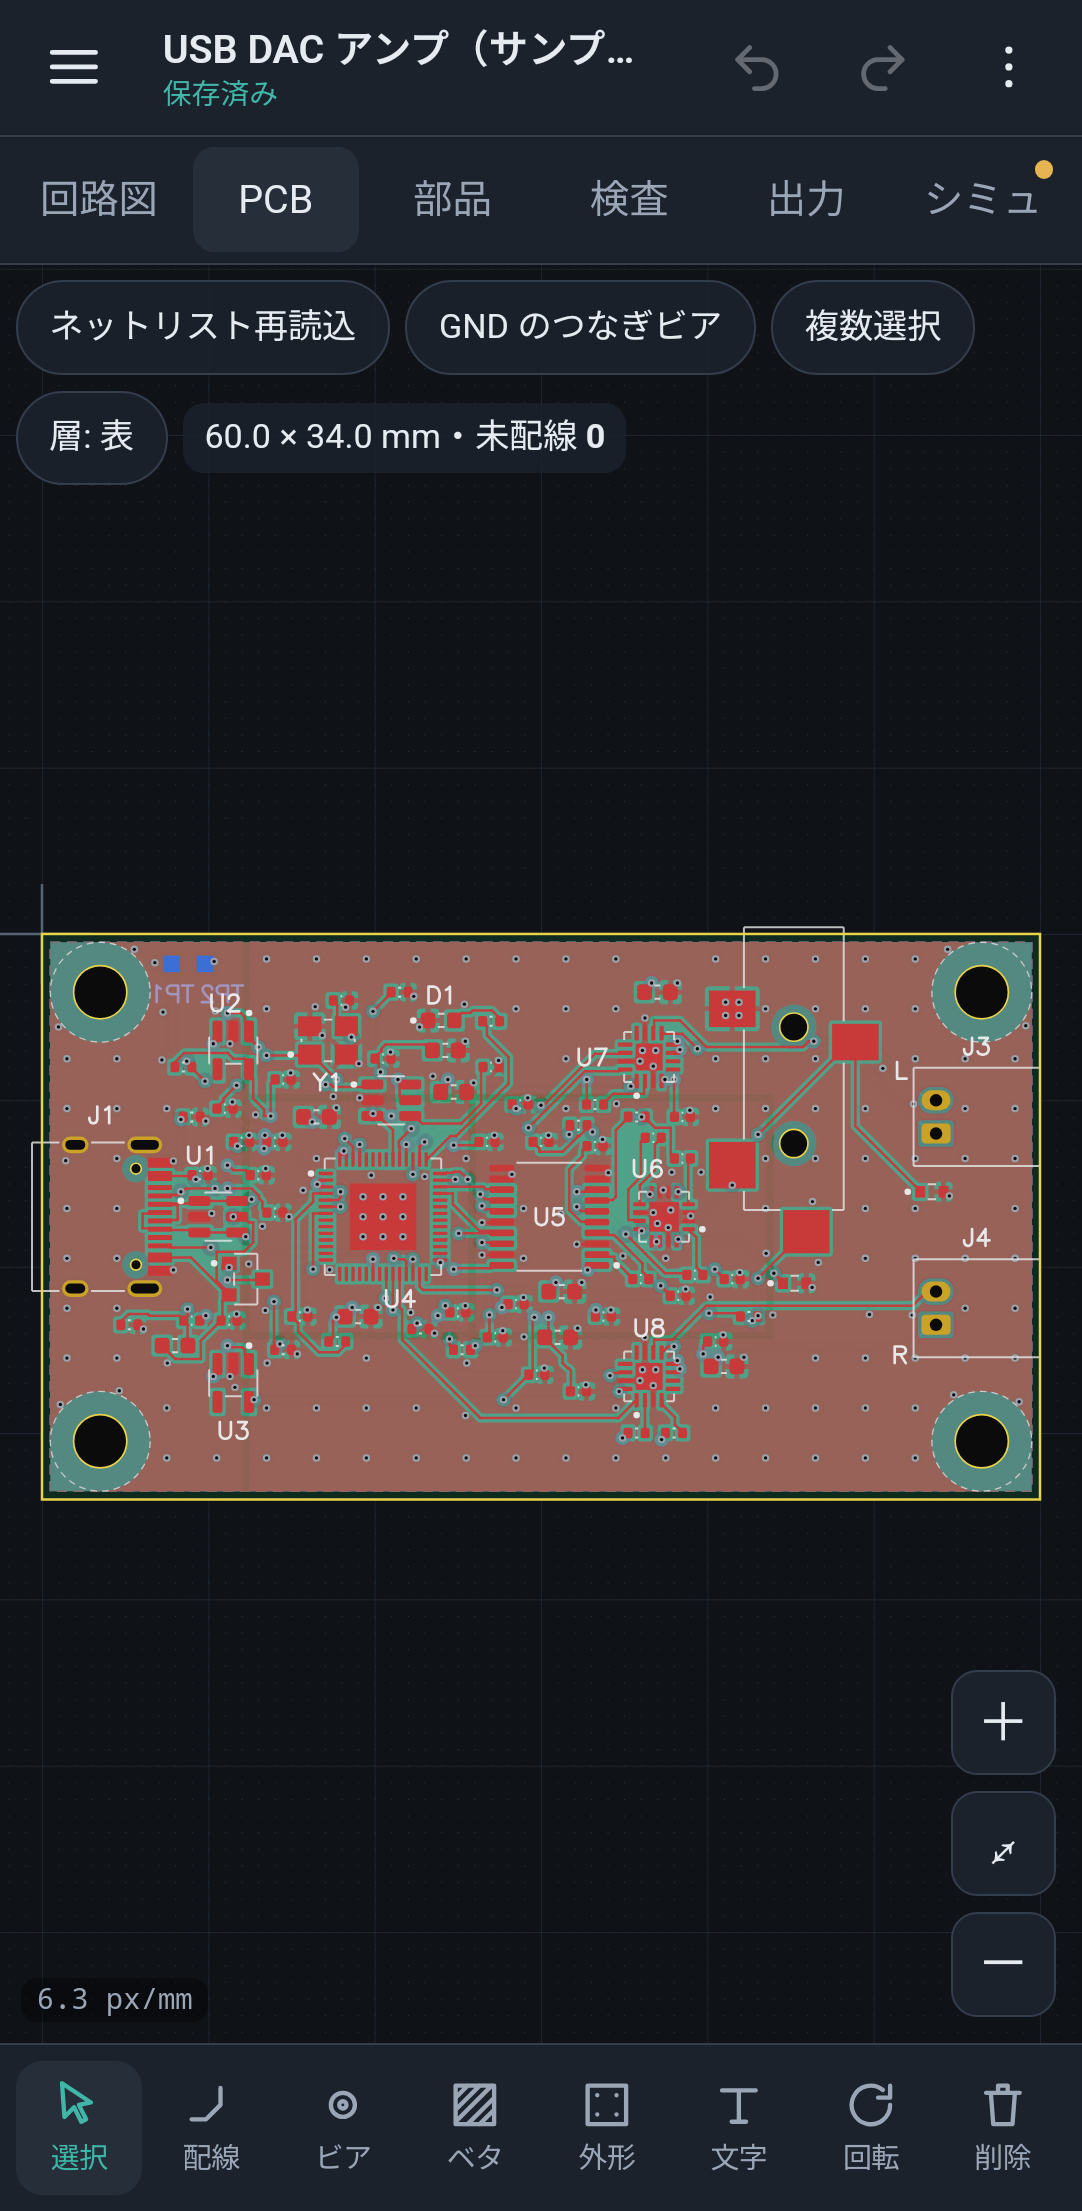 USB DAC アンプ（サンプ…
保存済み
回路図 PCB 部品 検査 出力 シミュ
ネットリスト再読込 GND のつなぎビア 複数選択
層: 表 60.0 × 34.0 mm・未配線 0
TP2 TP1
U2
D1
U7
J3
Y1
L
J1
U1
U6
U5
J4
U4
U8
R
U3
6.3 px/mm
選択 配線 ビア ベタ 外形 文字 回転 削除